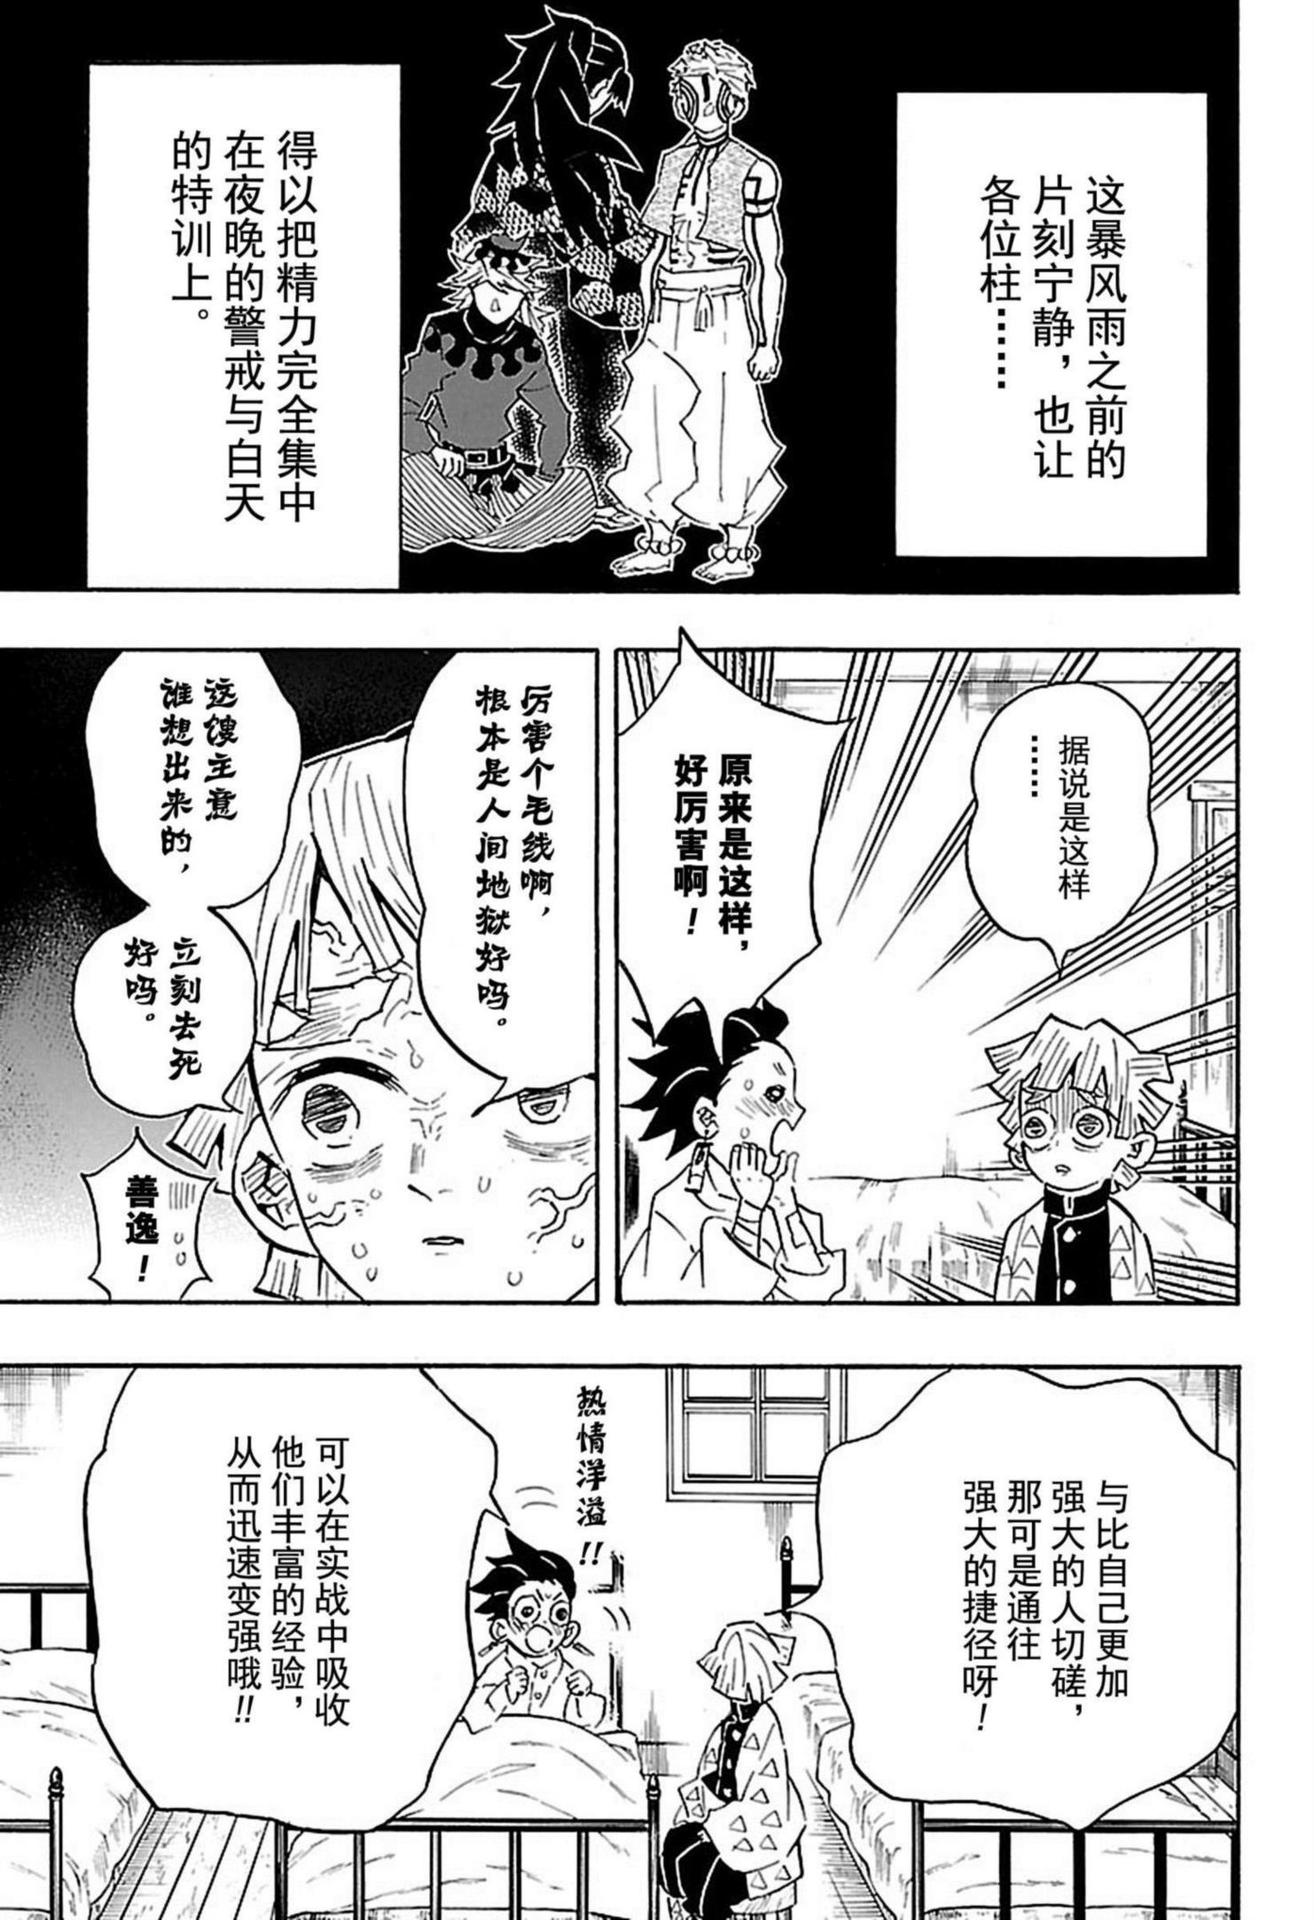 这暴风雨之前的
片刻宁静，也让
各位柱……
得以把精力完全集中
在夜晚的警戒与白天
的特训上。
据说是这样
……
原来是这样，
好厉害啊！
厉害个毛线啊，
根本是人间地狱好吗。
这馊主意
谁想出来的，
立刻去死
好吗。
善逸！
与比自己更加
强大的人切磋，
那可是通往
强大的捷径呀！
热情洋溢!!
可以在实战中吸收
他们丰富的经验，
从而迅速变强哦!!